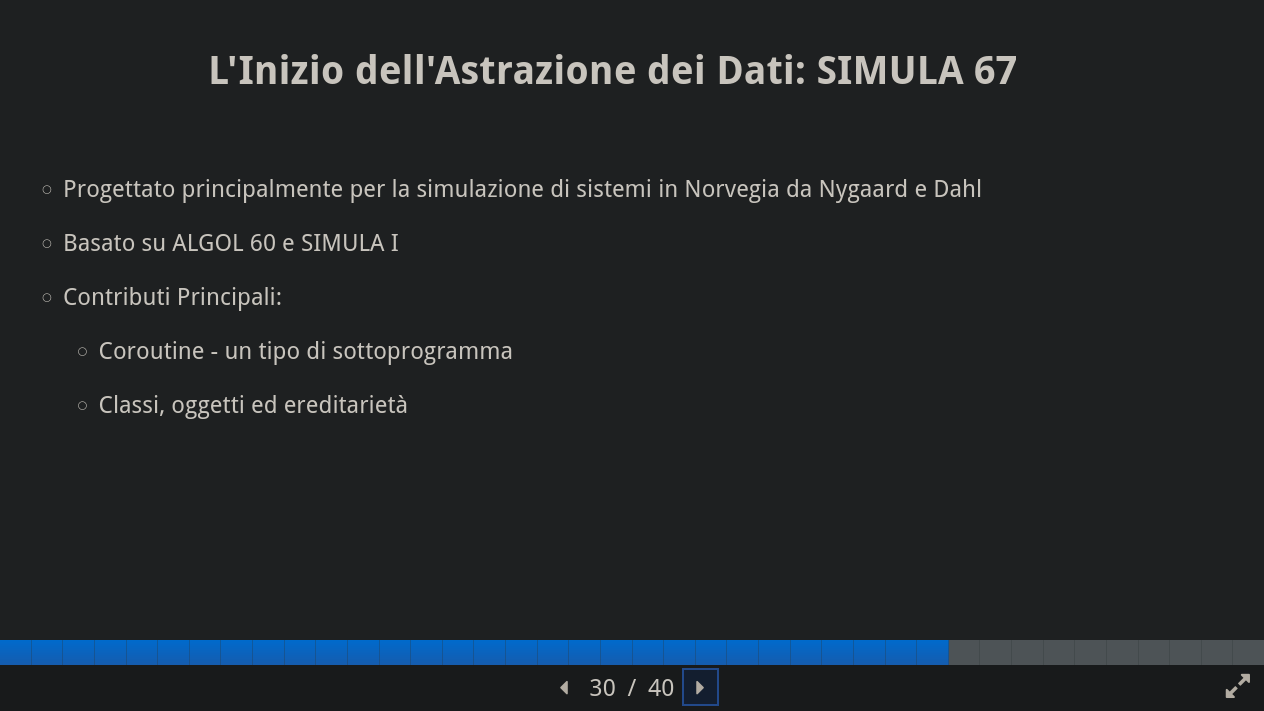 L'Inizio dell'Astrazione dei Dati: SIMULA 67
Progettato principalmente per la simulazione di sistemi in Norvegia da Nygaard e Dahl
Basato su ALGOL 60 e SIMULA I
Contributi Principali:
Coroutine - un tipo di sottoprogramma
Classi, oggetti ed ereditarietà
30 / 40